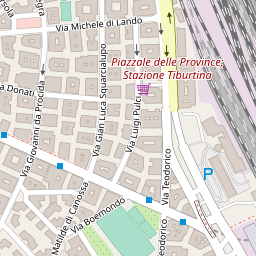 Via Michele di Lando
Piazzale delle Province;
Stazione Tiburtina
Via Gian Luca Squarcialupo
Donati
Via Giovanni da Procida
Via Luigi Pulci
P
Via Teodorico
Matilde di Canossa
Via Boemondo
Teodorico